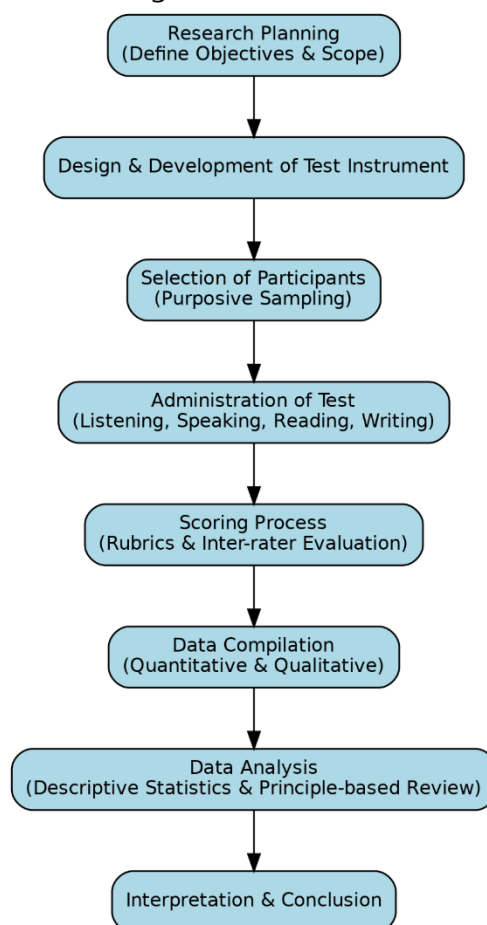 Research Planning
(Define Objectives & Scope)
Design & Development of Test Instrument
Selection of Participants
(Purposive Sampling)
Administration of Test
(Listening, Speaking, Reading, Writing)
Scoring Process
(Rubrics & Inter-rater Evaluation)
Data Compilation
(Quantitative & Qualitative)
Data Analysis
(Descriptive Statistics & Principle-based Review)
Interpretation & Conclusion